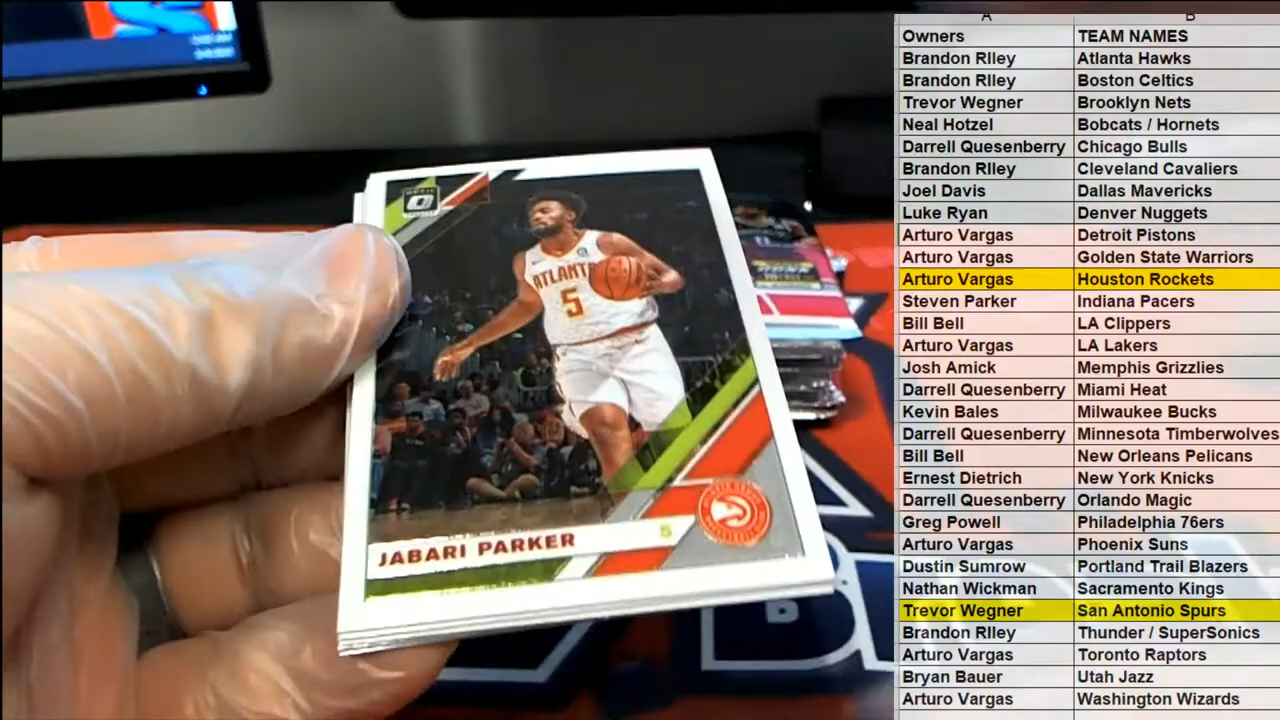 A B
Owners TEAM NAMES
Brandon RIley Atlanta Hawks
Brandon RIley Boston Celtics
Trevor Wegner Brooklyn Nets
Neal Hotzel Bobcats / Hornets
Darrell Quesenberry Chicago Bulls
Brandon RIley Cleveland Cavaliers
Joel Davis Dallas Mavericks
Luke Ryan Denver Nuggets
Arturo Vargas Detroit Pistons
Arturo Vargas Golden State Warriors
Arturo Vargas Houston Rockets
Steven Parker Indiana Pacers
Bill Bell LA Clippers
Arturo Vargas LA Lakers
Josh Amick Memphis Grizzlies
Darrell Quesenberry Miami Heat
Kevin Bales Milwaukee Bucks
Darrell Quesenberry Minnesota Timberwolves
Bill Bell New Orleans Pelicans
Ernest Dietrich New York Knicks
Darrell Quesenberry Orlando Magic
Greg Powell Philadelphia 76ers
Arturo Vargas Phoenix Suns
Dustin Sumrow Portland Trail Blazers
Nathan Wickman Sacramento Kings
Trevor Wegner San Antonio Spurs
Brandon RIley Thunder / SuperSonics
Arturo Vargas Toronto Raptors
Bryan Bauer Utah Jazz
Arturo Vargas Washington Wizards
ATLANTA
5
JABARI PARKER 5